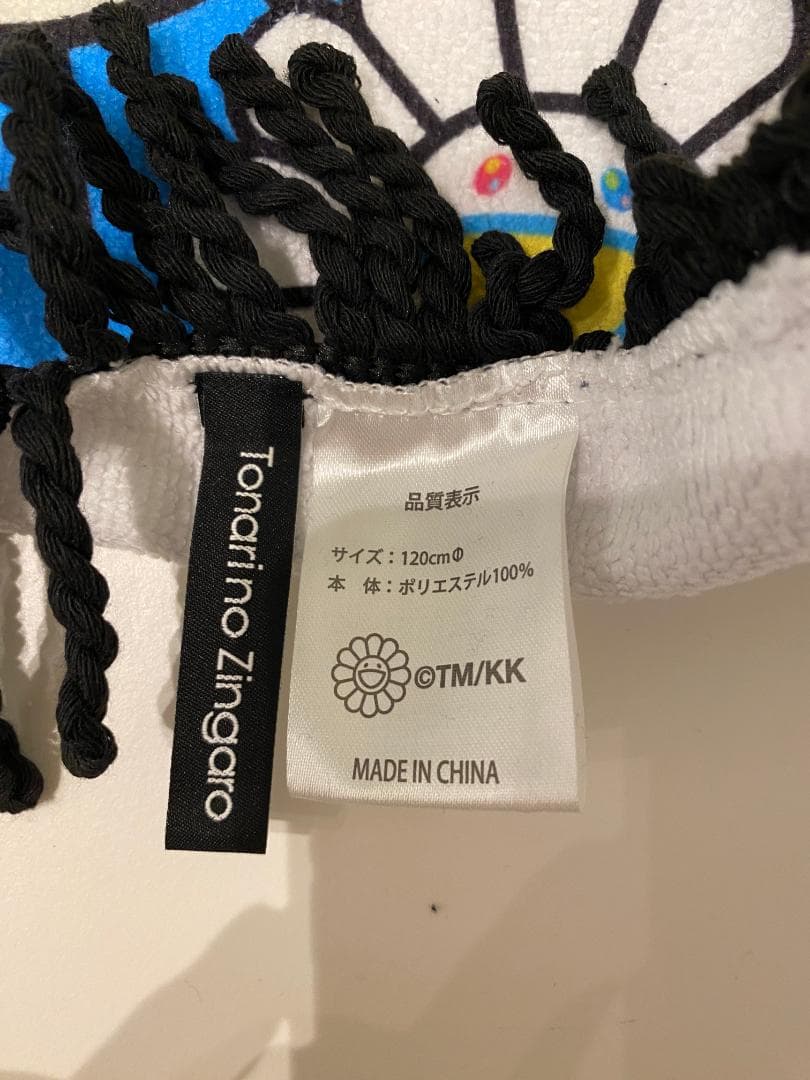 Tonari no Zingaro
品質表示
サイズ：120cmΦ
本　体：ポリエステル100%
©TM/KK
MADE IN CHINA